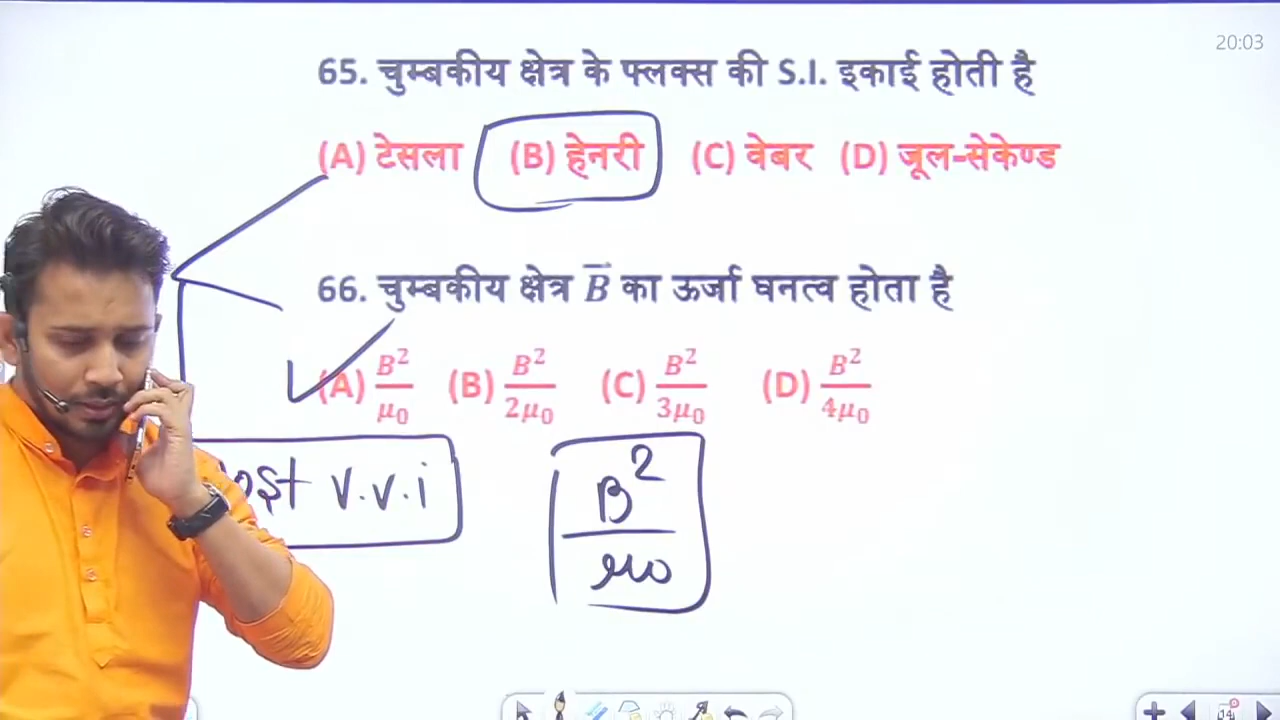 20:03
65. चुम्बकीय क्षेत्र के फ्लक्स की S.I. इकाई होती है
(A) टेसला (B) हेनरी (C) वेबर (D) जूल-सेकेण्ड
66. चुम्बकीय क्षेत्र B̅ का ऊर्जा घनत्व होता है
(A) B²/μ₀ (B) B²/2μ₀ (C) B²/3μ₀ (D) B²/4μ₀
v.v.i
B²/μ₀